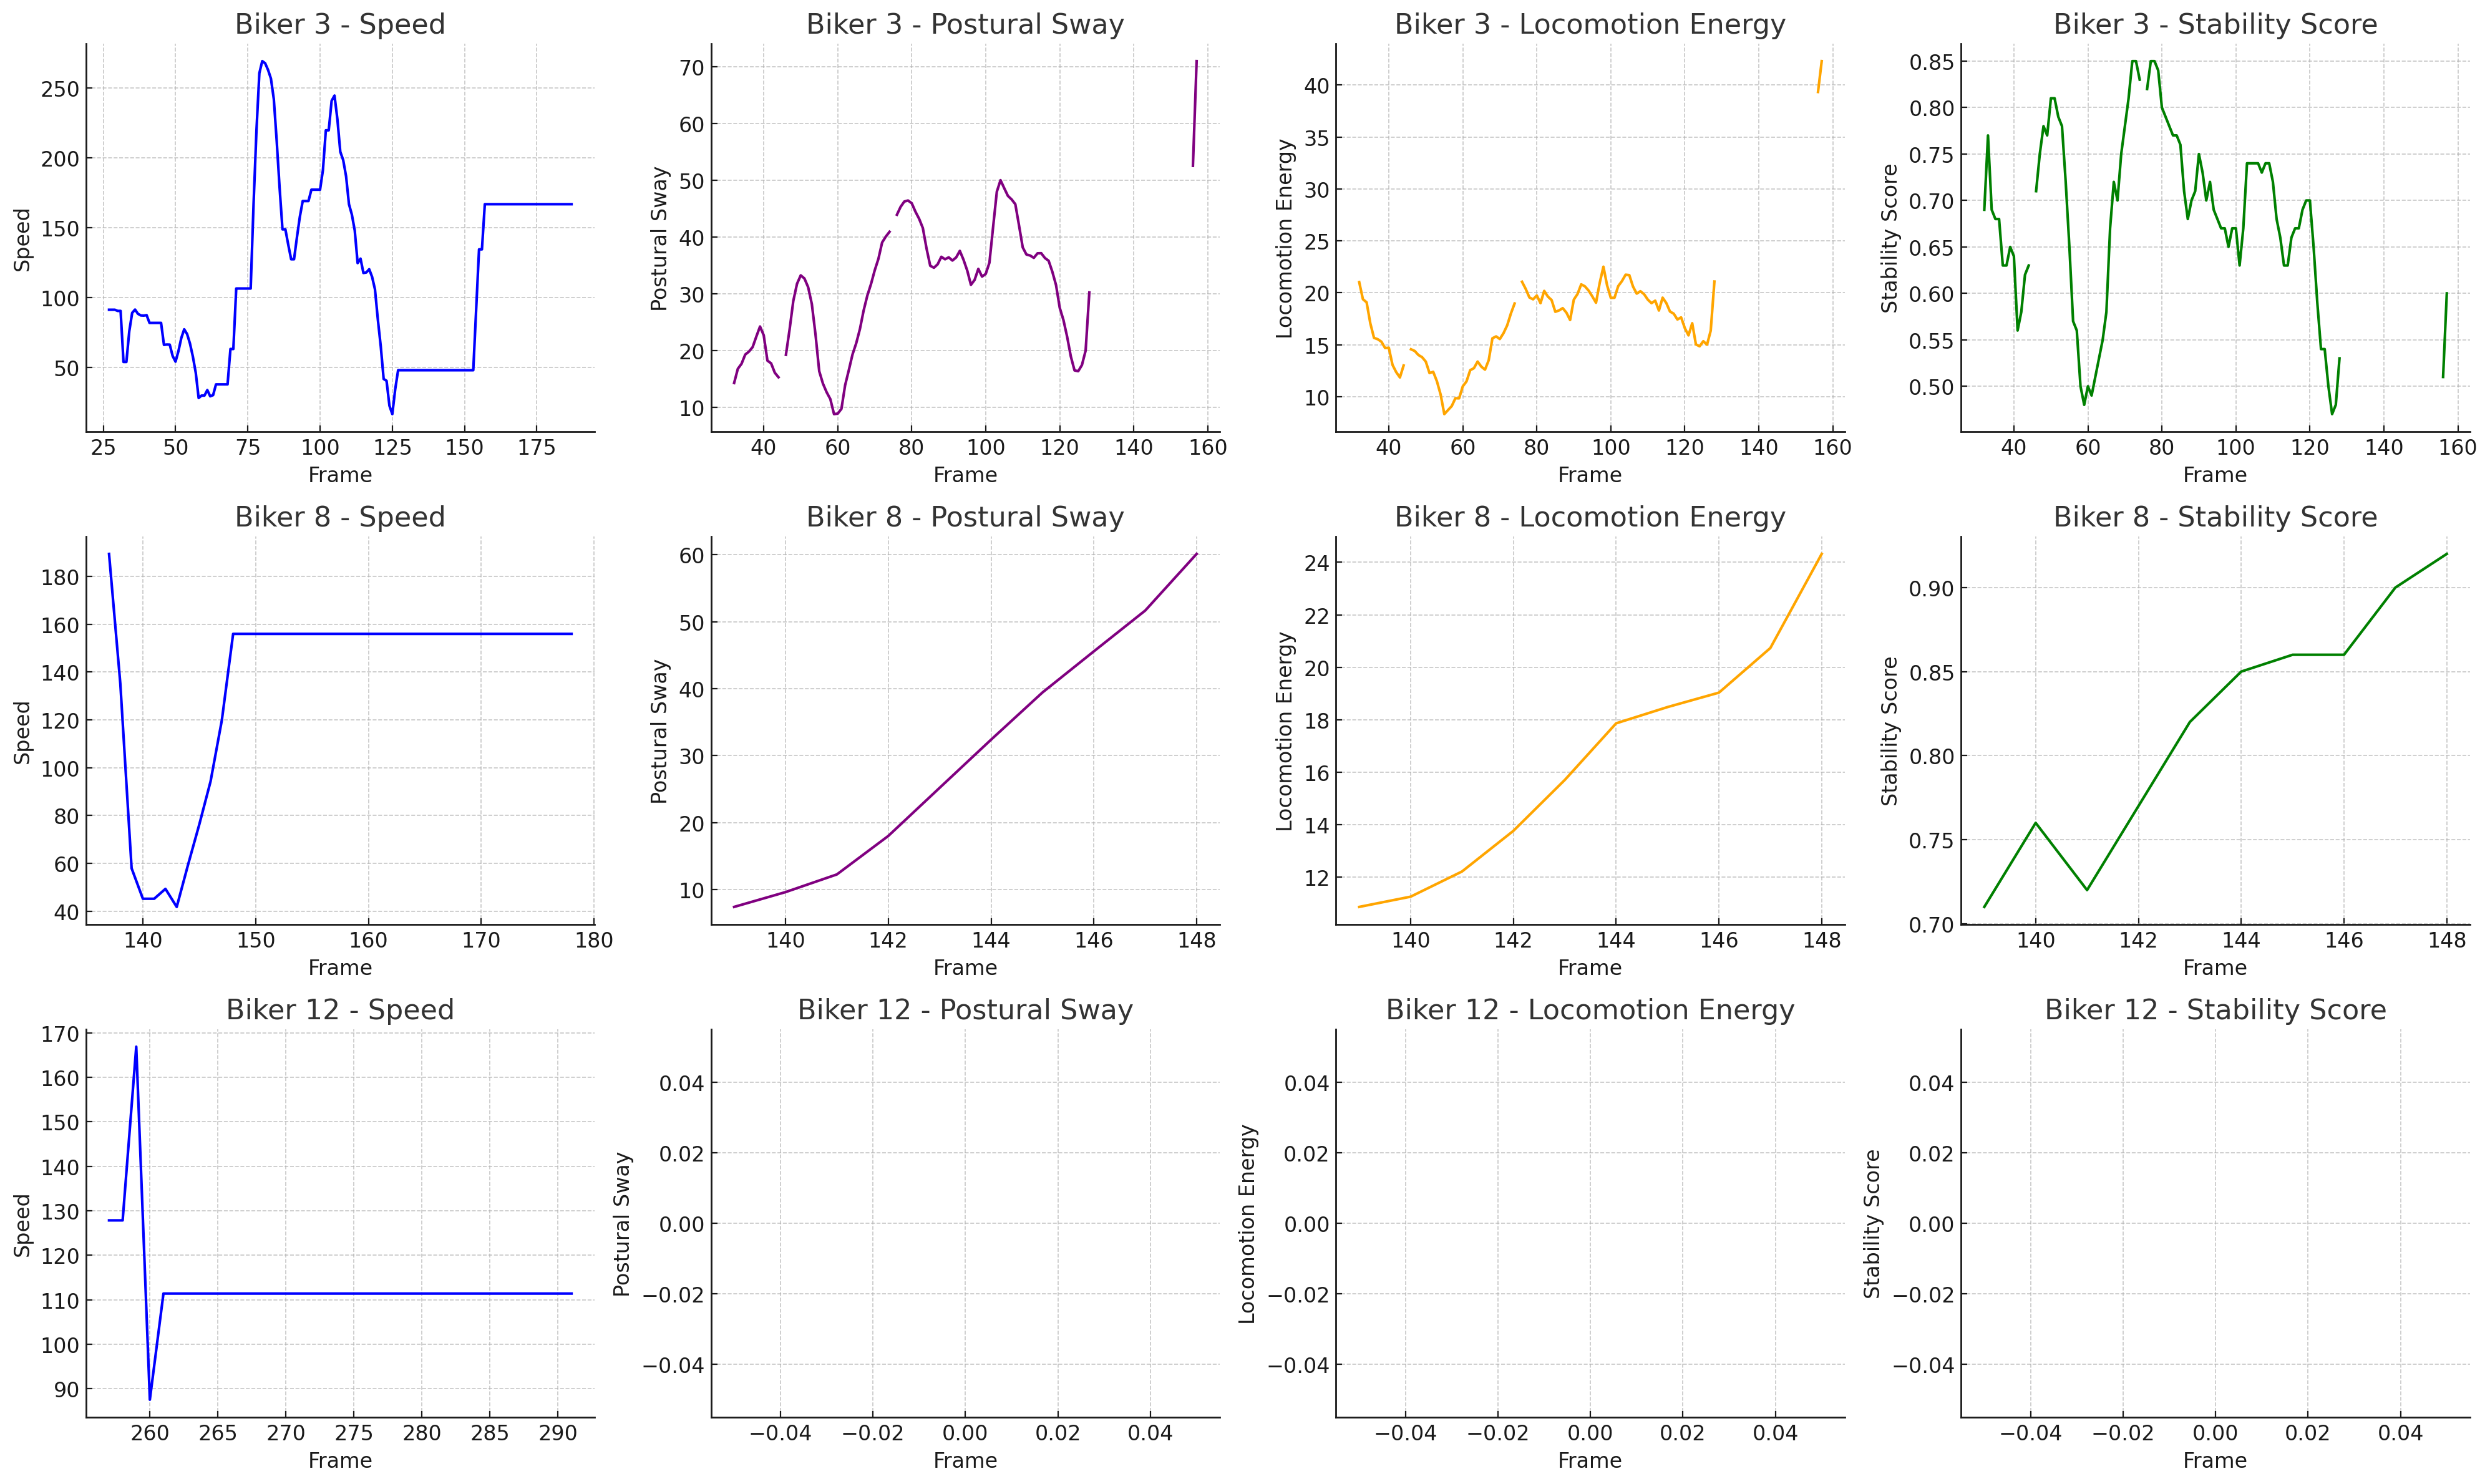 Biker 3 - Speed
250
200
150
100
50
Speed
25 50 75 100 125 150 175
Frame
Biker 3 - Postural Sway
70
60
50
40
30
20
10
Postural Sway
40 60 80 100 120 140 160
Frame
Biker 3 - Locomotion Energy
40
35
30
25
20
15
10
Locomotion Energy
40 60 80 100 120 140 160
Frame
Biker 3 - Stability Score
0.85
0.80
0.75
0.70
0.65
0.60
0.55
0.50
Stability Score
40 60 80 100 120 140 160
Frame
Biker 8 - Speed
180
160
140
120
100
80
60
40
Speed
140 150 160 170 180
Frame
Biker 8 - Postural Sway
60
50
40
30
20
10
Postural Sway
140 142 144 146 148
Frame
Biker 8 - Locomotion Energy
24
22
20
18
16
14
12
Locomotion Energy
140 142 144 146 148
Frame
Biker 8 - Stability Score
0.90
0.85
0.80
0.75
0.70
Stability Score
140 142 144 146 148
Frame
Biker 12 - Speed
170
160
150
140
130
120
110
100
90
Speed
260 265 270 275 280 285 290
Frame
Biker 12 - Postural Sway
0.04
0.02
0.00
−0.02
−0.04
Postural Sway
−0.04 −0.02 0.00 0.02 0.04
Frame
Biker 12 - Locomotion Energy
0.04
0.02
0.00
−0.02
−0.04
Locomotion Energy
−0.04 −0.02 0.00 0.02 0.04
Frame
Biker 12 - Stability Score
0.04
0.02
0.00
−0.02
−0.04
Stability Score
−0.04 −0.02 0.00 0.02 0.04
Frame